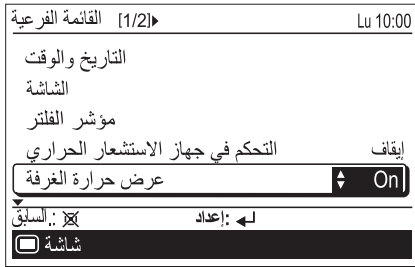 القائمة الفرعية [1/2] Lu 10:00
التاريخ والوقت
الشاشة
مؤشر الفلتر
التحكم في جهاز الاستشعار الحراري إيقاف
عرض حرارة الغرفة On
السابق: إعداد:
شاشة